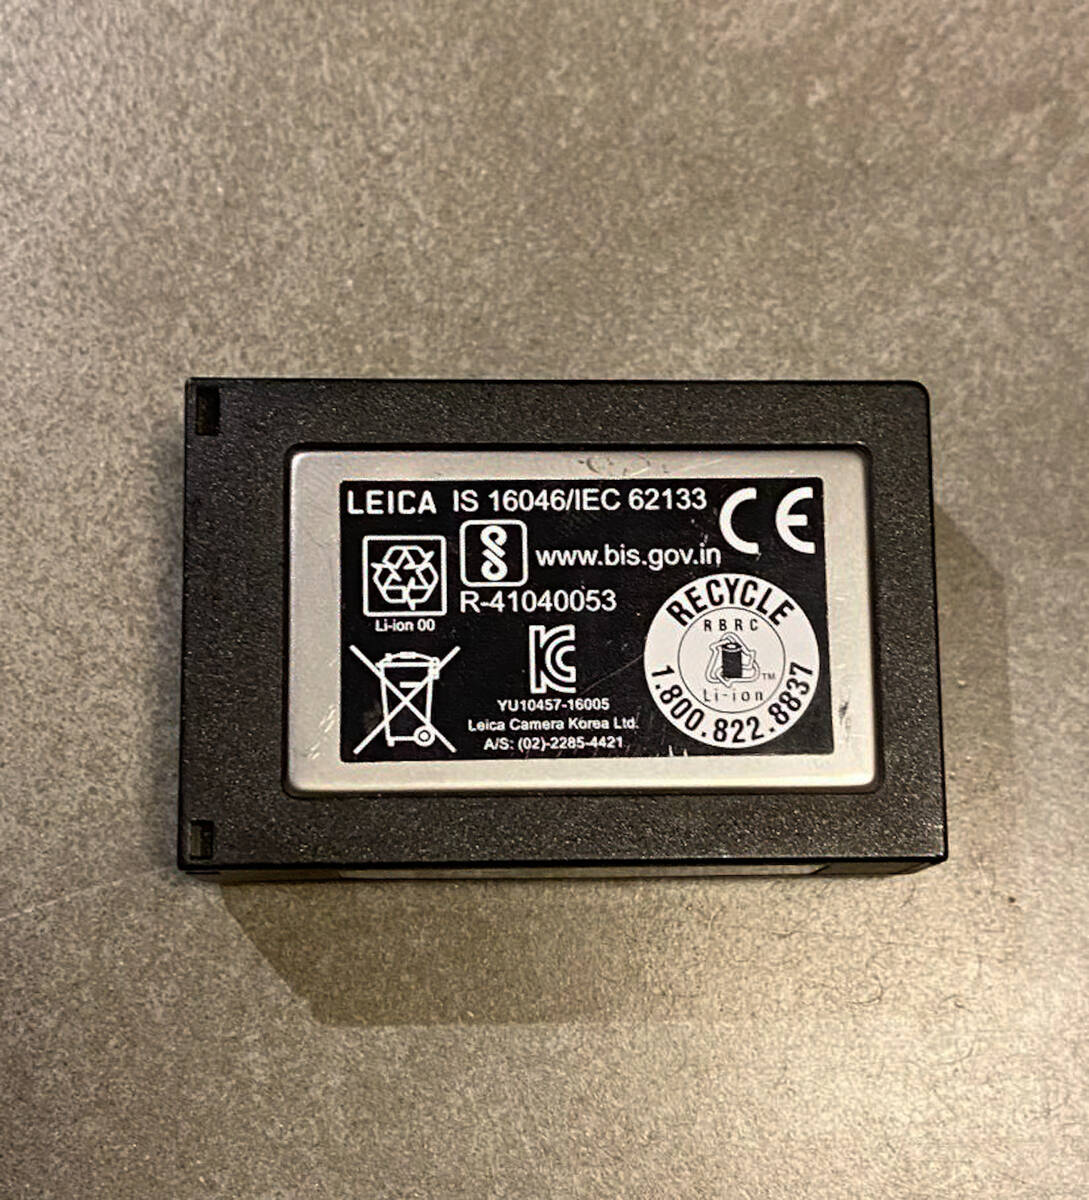 LEICA IS 16046/IEC 62133 CE
www.bis.gov.in
R-41040053
Li-ion 00
YU10457-16005
Leica Camera Korea Ltd.
A/S: (02)-2285-4421
RECYCLE
RBRC
TM
Li-ion
1.800.822.8837